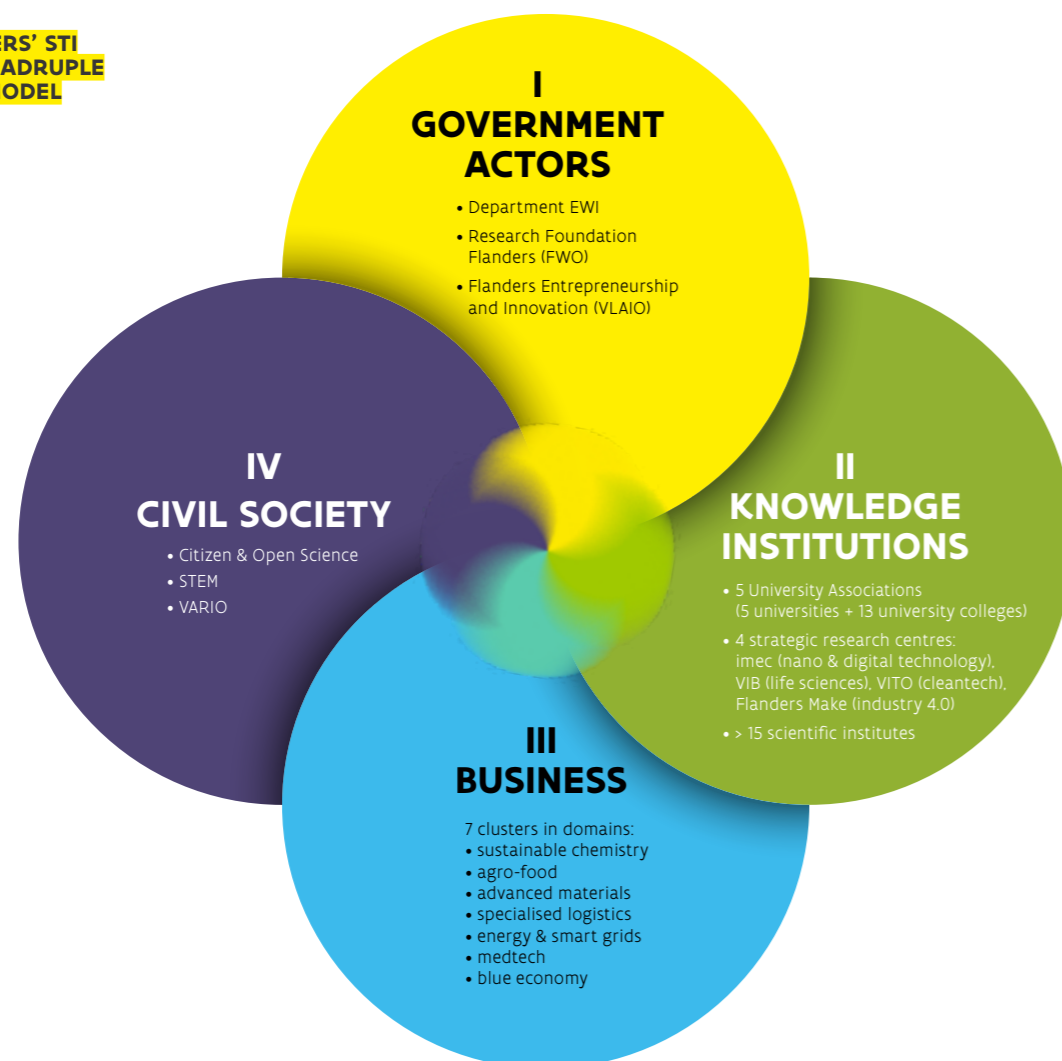 ERS' STI
ADRUPLE
ODEL
I
GOVERNMENT
ACTORS
• Department EWI
• Research Foundation
Flanders (FWO)
• Flanders Entrepreneurship
and Innovation (VLAIO)
II
KNOWLEDGE
INSTITUTIONS
• 5 University Associations
(5 universities + 13 university colleges)
• 4 strategic research centres:
imec (nano & digital technology),
VIB (life sciences), VITO (cleantech),
Flanders Make (industry 4.0)
• > 15 scientific institutes
III
BUSINESS
7 clusters in domains:
• sustainable chemistry
• agro-food
• advanced materials
• specialised logistics
• energy & smart grids
• medtech
• blue economy
IV
CIVIL SOCIETY
• Citizen & Open Science
• STEM
• VARIO